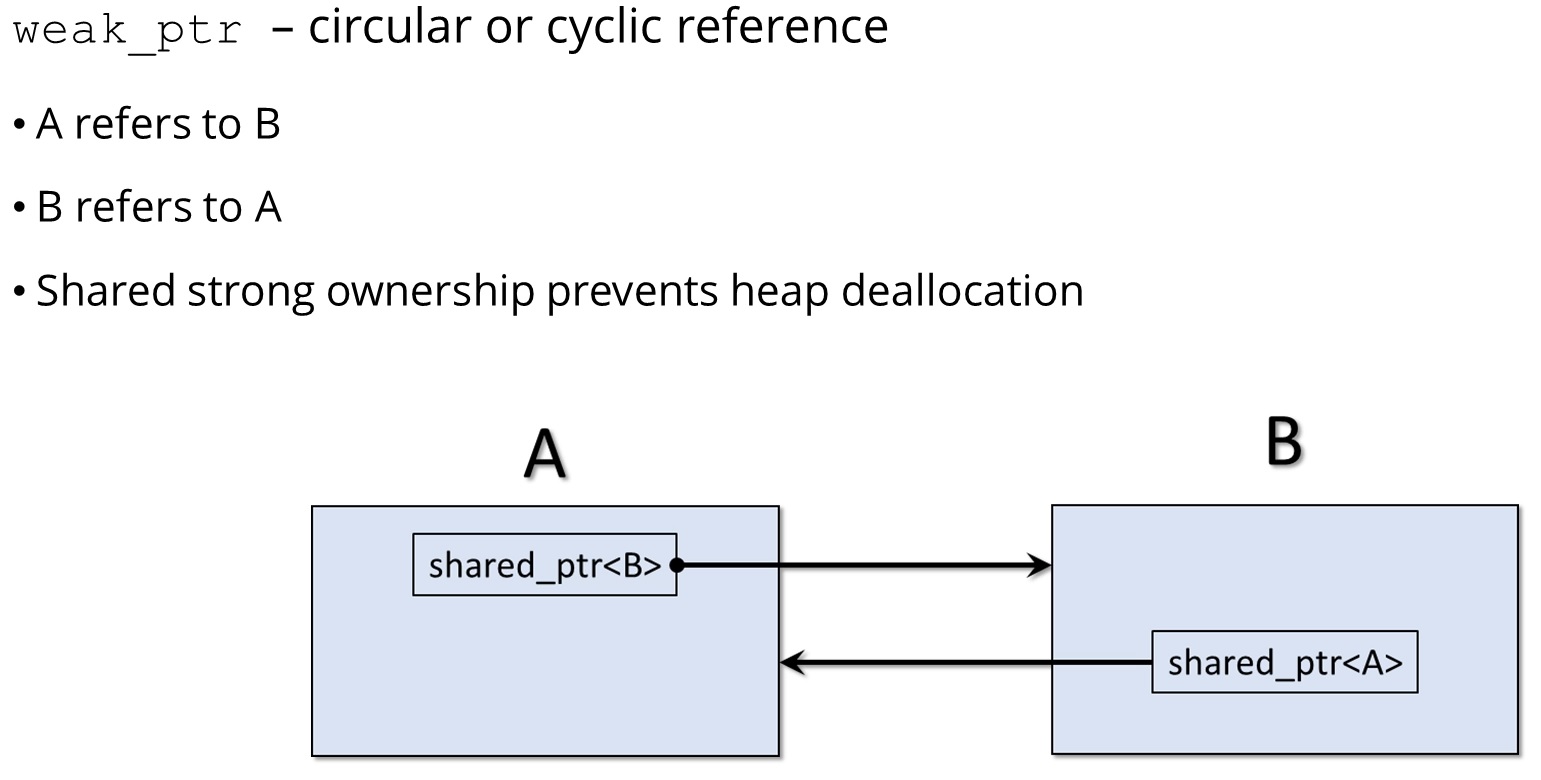 weak_ptr – circular or cyclic reference
• A refers to B
• B refers to A
• Shared strong ownership prevents heap deallocation
A
B
shared_ptr<B>
shared_ptr<A>